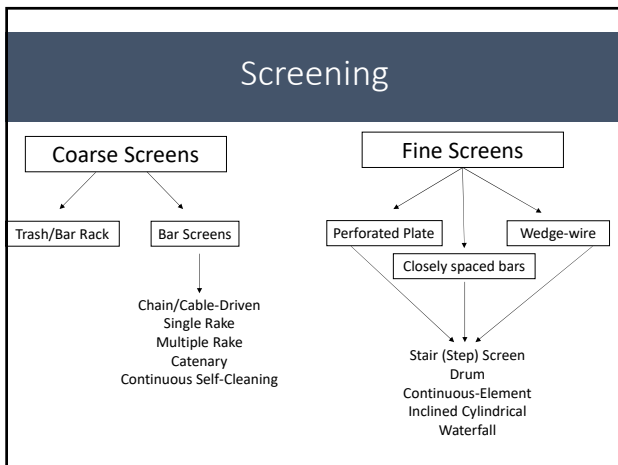 Screening
Coarse Screens
Trash/Bar Rack
Bar Screens
Chain/Cable-Driven
Single Rake
Multiple Rake
Catenary
Continuous Self-Cleaning
Fine Screens
Perforated Plate
Wedge-wire
Closely spaced bars
Stair (Step) Screen
Drum
Continuous-Element
Inclined Cylindrical
Waterfall